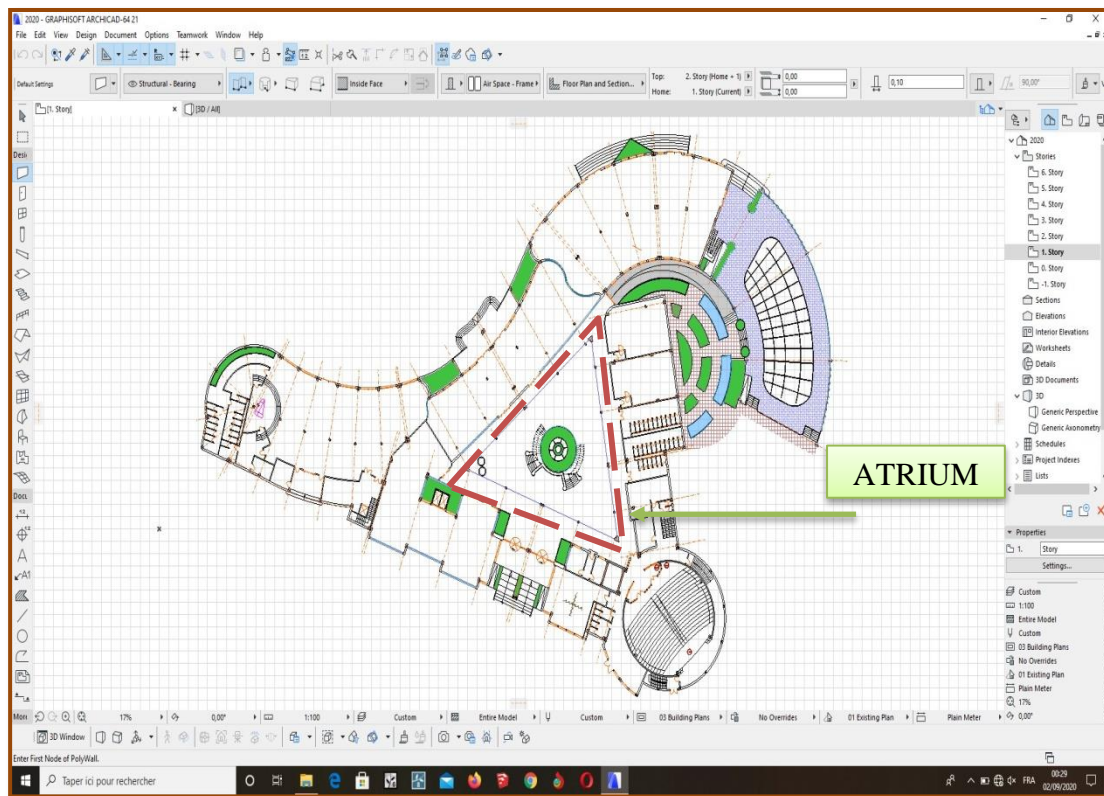 2020 - GRAPHISOFT ARCHICAD-64 21
File Edit View Design Document Options Teamwork Window Help
Default Settings
Structural - Bearing
Inside Face
Air Space - Frame
Floor Plan and Section...
Top: 2. Story (Home + 1)
Home: 1. Story (Current)
0,00
0,00
0,10
90,00°
[1. Story]
[3D / All]
Desi
Docu
Mon
2020
Stories
6. Story
5. Story
4. Story
3. Story
2. Story
1. Story
0. Story
-1. Story
Sections
Elevations
Interior Elevations
Worksheets
Details
3D Documents
3D
Generic Perspective
Generic Axonometry
Schedules
Project Indexes
Lists
ATRIUM
Properties
1. Story
Settings...
Custom
1:100
Entire Model
Custom
03 Building Plans
No Overrides
01 Existing Plan
Plain Meter
17%
0,00°
17% 0,00° 1:100 Custom Entire Model Custom 03 Building Plans No Overrides 01 Existing Plan Plain Meter
3D Window
Enter First Node of PolyWall.
Taper ici pour rechercher
FRA
00:29
02/09/2020